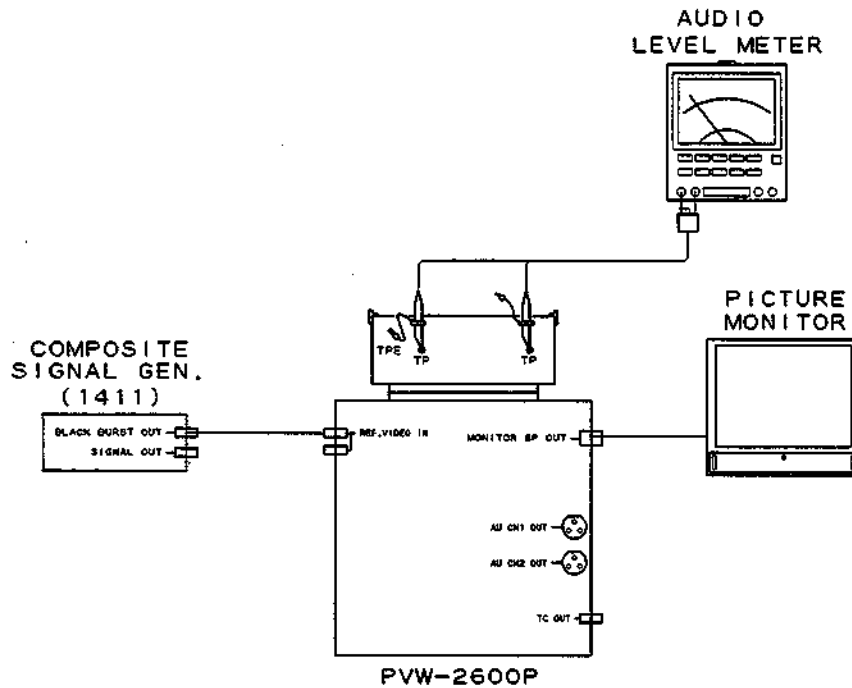 AUDIO
LEVEL METER
PICTURE
MONITOR
TPE
TP
TP
COMPOSITE
SIGNAL GEN.
(1411)
BLACK BURST OUT
SIGNAL OUT
REF.VIDEO IN
MONITOR BP OUT
AU CH1 OUT
AU CH2 OUT
TC OUT
PVW-2600P